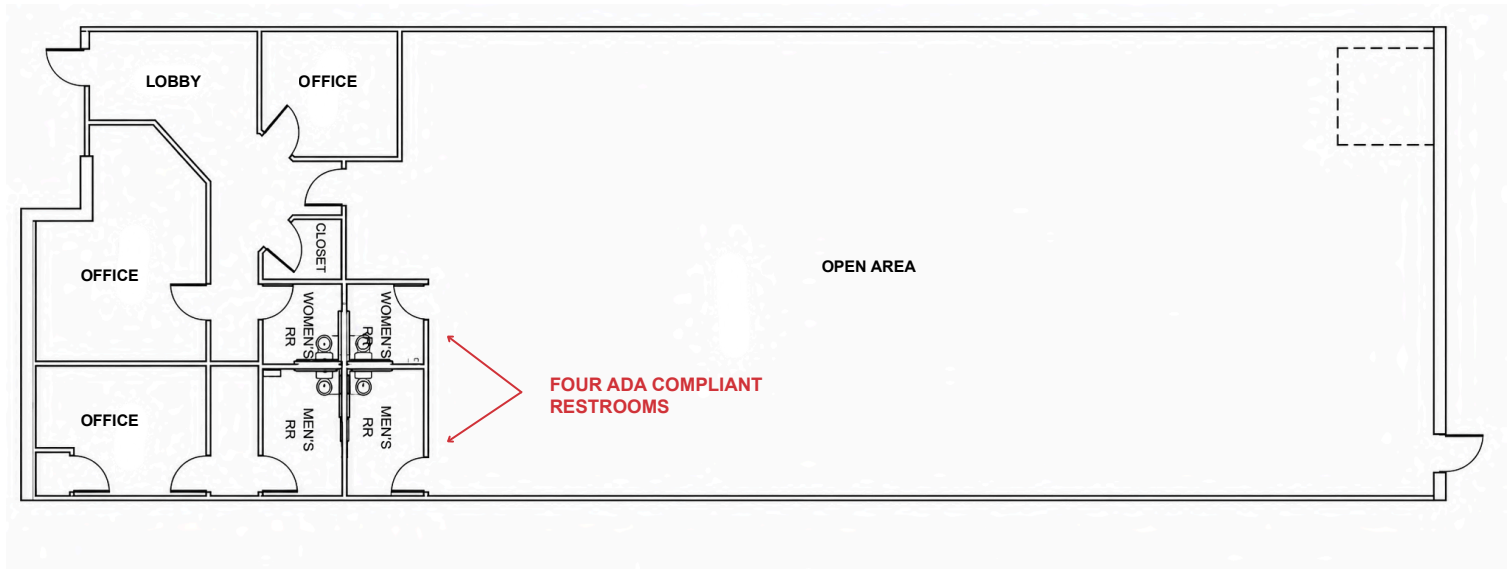 LOBBY
OFFICE
CLOSET
OFFICE
OPEN AREA
WOMEN'S
RR
WOMEN'S
RR
FOUR ADA COMPLIANT
RESTROOMS
OFFICE
MEN'S
RR
MEN'S
RR